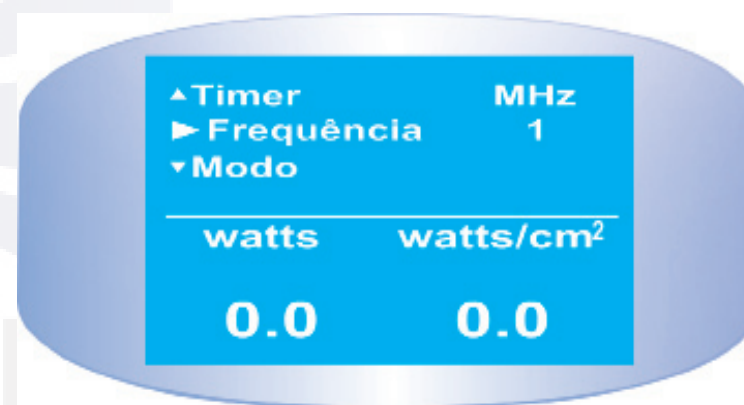 ▲Timer MHz
►Frequência 1
▼Modo
watts watts/cm²
0.0 0.0